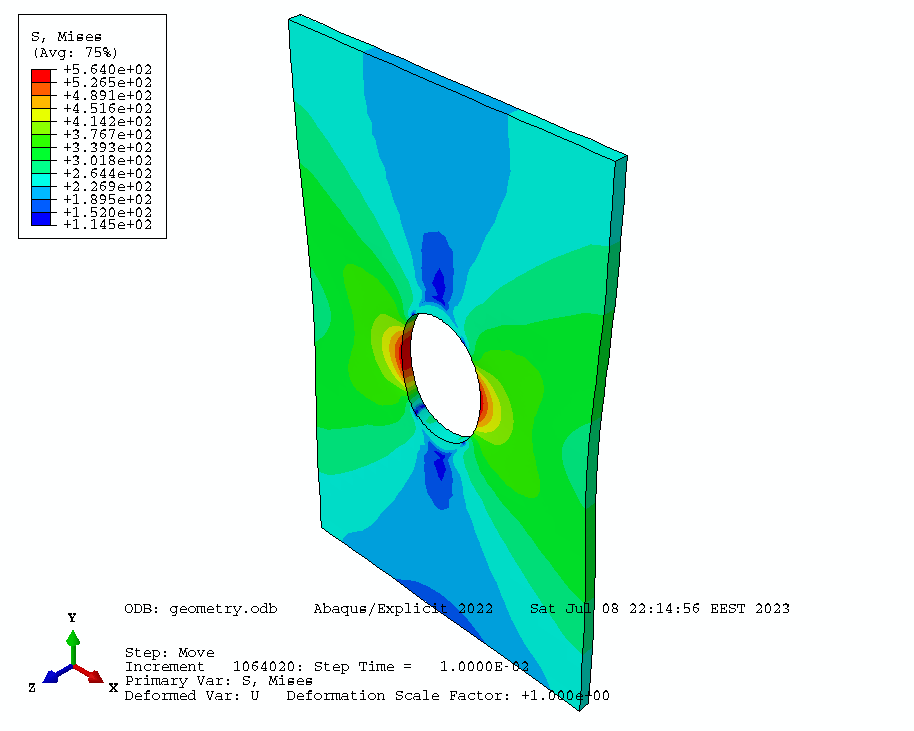 S, Mises
(Avg: 75%)
+5.640e+02
+5.265e+02
+4.891e+02
+4.516e+02
+4.142e+02
+3.767e+02
+3.393e+02
+3.018e+02
+2.644e+02
+2.269e+02
+1.895e+02
+1.520e+02
+1.145e+02
ODB: geometry.odb    Abaqus/Explicit 2022    Sat Jul 08 22:14:56 EEST 2023
Y
Z
X
Step: Move
Increment   1064020: Step Time =   1.0000E-02
Primary Var: S, Mises
Deformed Var: U   Deformation Scale Factor: +1.000e+00